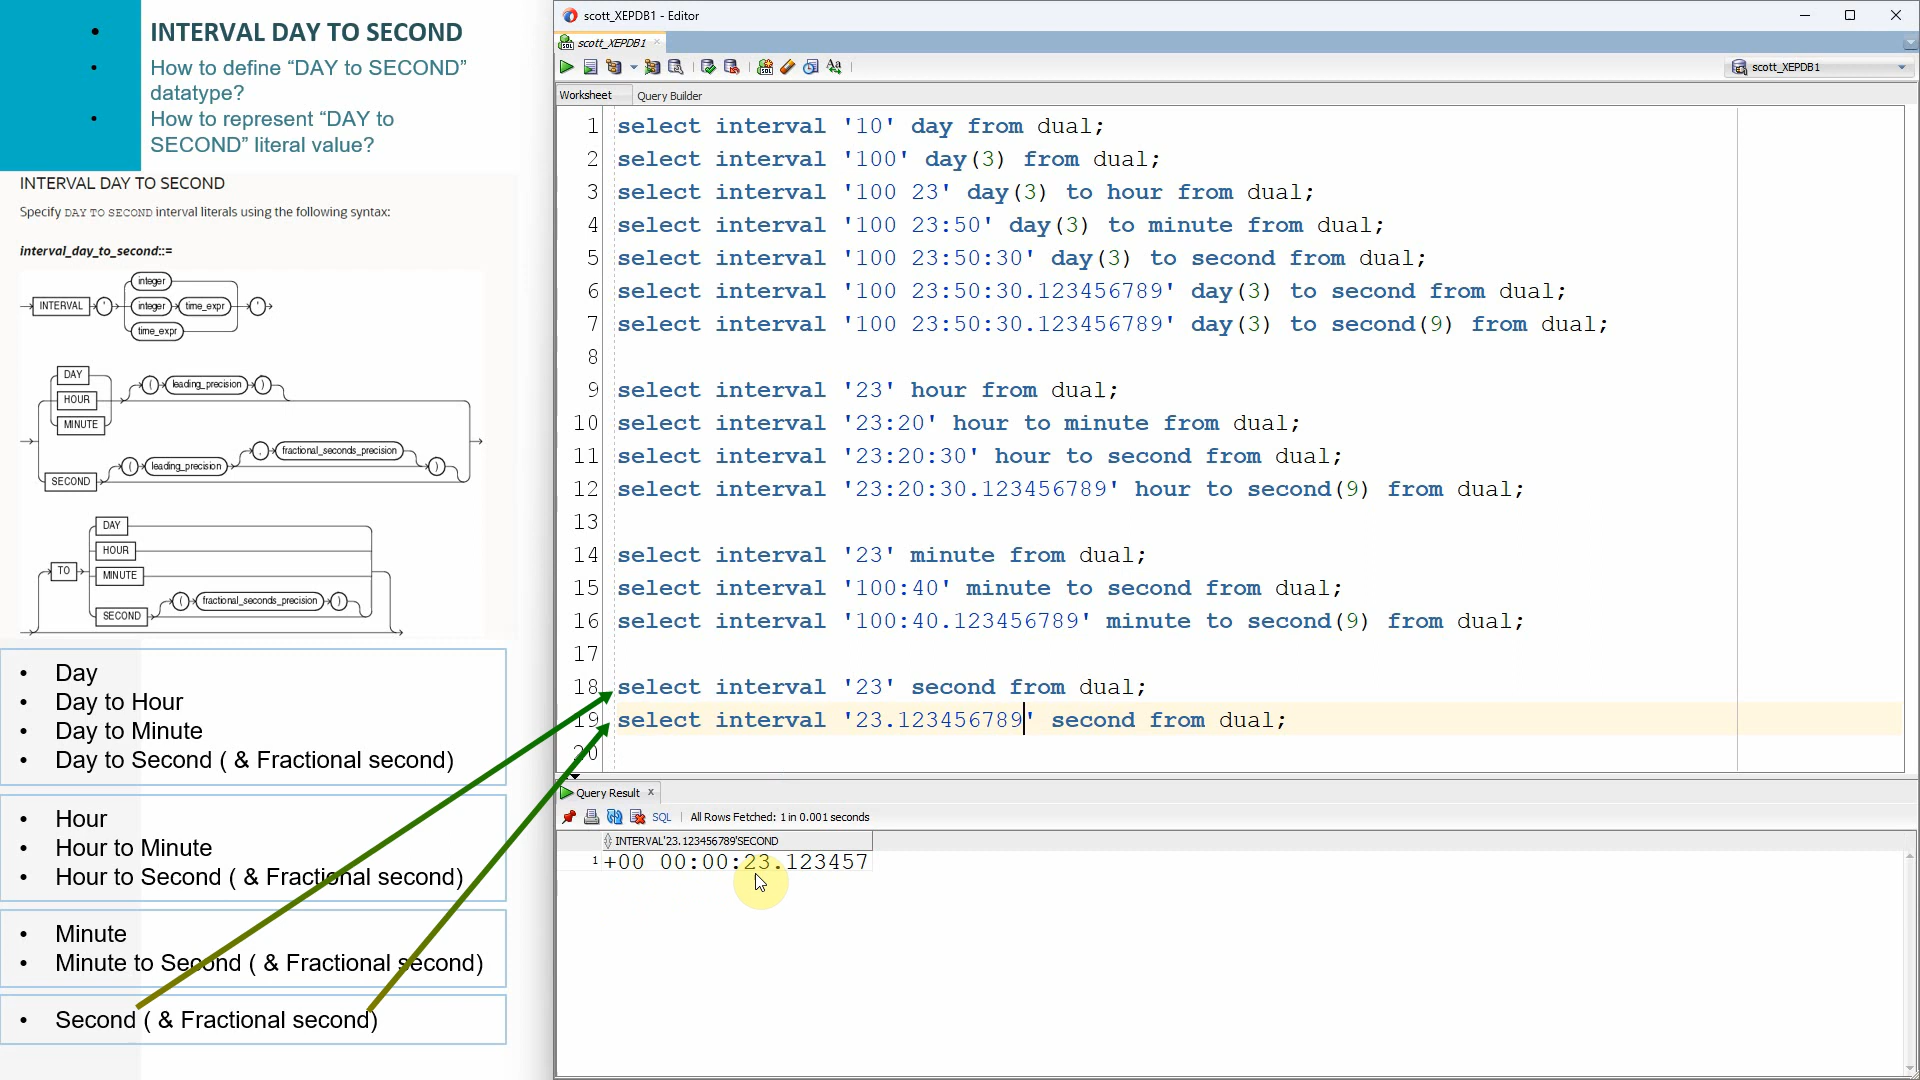 INTERVAL DAY TO SECOND
How to define “DAY to SECOND”
datatype?
How to represent “DAY to
SECOND” literal value?
INTERVAL DAY TO SECOND
Specify DAY TO SECOND interval literals using the following syntax:
interval_day_to_second::=
integer
INTERVAL ' integer time_expr '
time_expr
DAY
HOUR
MINUTE
( leading_precision )
SECOND ( leading_precision , fractional_seconds_precision )
TO
DAY
HOUR
MINUTE
SECOND ( fractional_seconds_precision )
• Day
• Day to Hour
• Day to Minute
• Day to Second ( & Fractional second)
• Hour
• Hour to Minute
• Hour to Second ( & Fractional second)
• Minute
• Minute to Second ( & Fractional second)
• Second ( & Fractional second)
scott_XEPDB1 - Editor
scott_XEPDB1
scott_XEPDB1
Worksheet Query Builder
1 select interval '10' day from dual;
2 select interval '100' day(3) from dual;
3 select interval '100 23' day(3) to hour from dual;
4 select interval '100 23:50' day(3) to minute from dual;
5 select interval '100 23:50:30' day(3) to second from dual;
6 select interval '100 23:50:30.123456789' day(3) to second from dual;
7 select interval '100 23:50:30.123456789' day(3) to second(9) from dual;
8
9 select interval '23' hour from dual;
10 select interval '23:20' hour to minute from dual;
11 select interval '23:20:30' hour to second from dual;
12 select interval '23:20:30.123456789' hour to second(9) from dual;
13
14 select interval '23' minute from dual;
15 select interval '100:40' minute to second from dual;
16 select interval '100:40.123456789' minute to second(9) from dual;
17
18 select interval '23' second from dual;
19 select interval '23.123456789' second from dual;
20
Query Result x
SQL | All Rows Fetched: 1 in 0.001 seconds
INTERVAL'23.123456789'SECOND
1 +00 00:00:23.123457